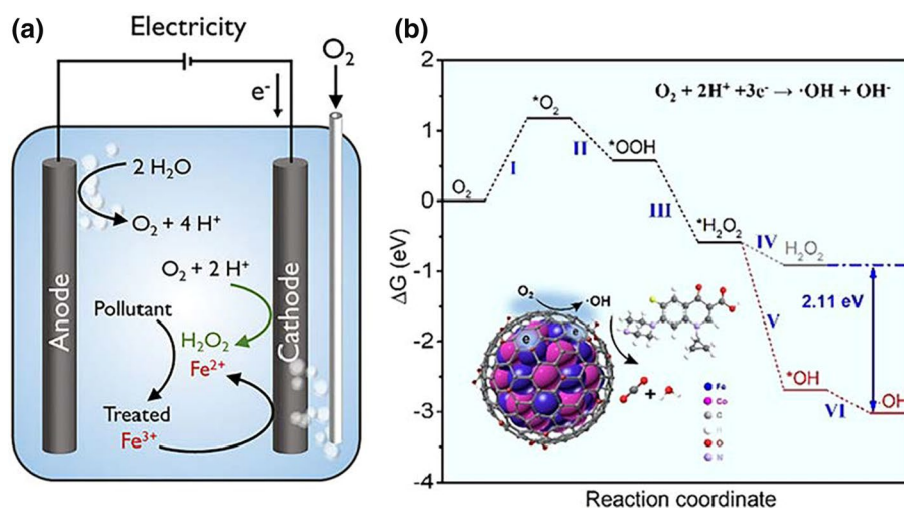 (a)
Electricity
O₂
e⁻
2 H₂O
O₂ + 4 H⁺
O₂ + 2 H⁺
Anode
Cathode
Pollutant
H₂O₂
Fe²⁺
Treated
Fe³⁺
(b)
O₂ + 2H⁺ +3e⁻ → ·OH + OH⁻
ΔG (eV)
2
1
0
-1
-2
-3
-4
O₂
I
*O₂
II
*OOH
III
*H₂O₂
IV
H₂O₂
V
2.11 eV
*OH
VI
·OH
O₂
·OH
e
e
+
Fe
Co
C
H
O
N
Reaction coordinate